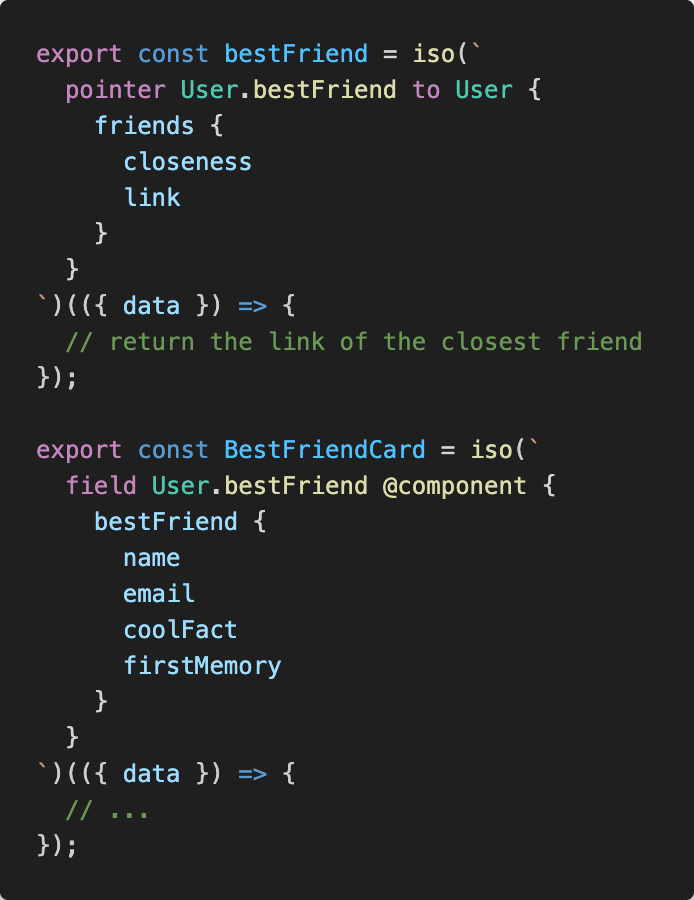 export const bestFriend = iso(`
  pointer User.bestFriend to User {
    friends {
      closeness
      link
    }
  }
`)(({ data }) => {
  // return the link of the closest friend
});

export const BestFriendCard = iso(`
  field User.bestFriend @component {
    bestFriend {
      name
      email
      coolFact
      firstMemory
    }
  }
`)(({ data }) => {
  // ...
});